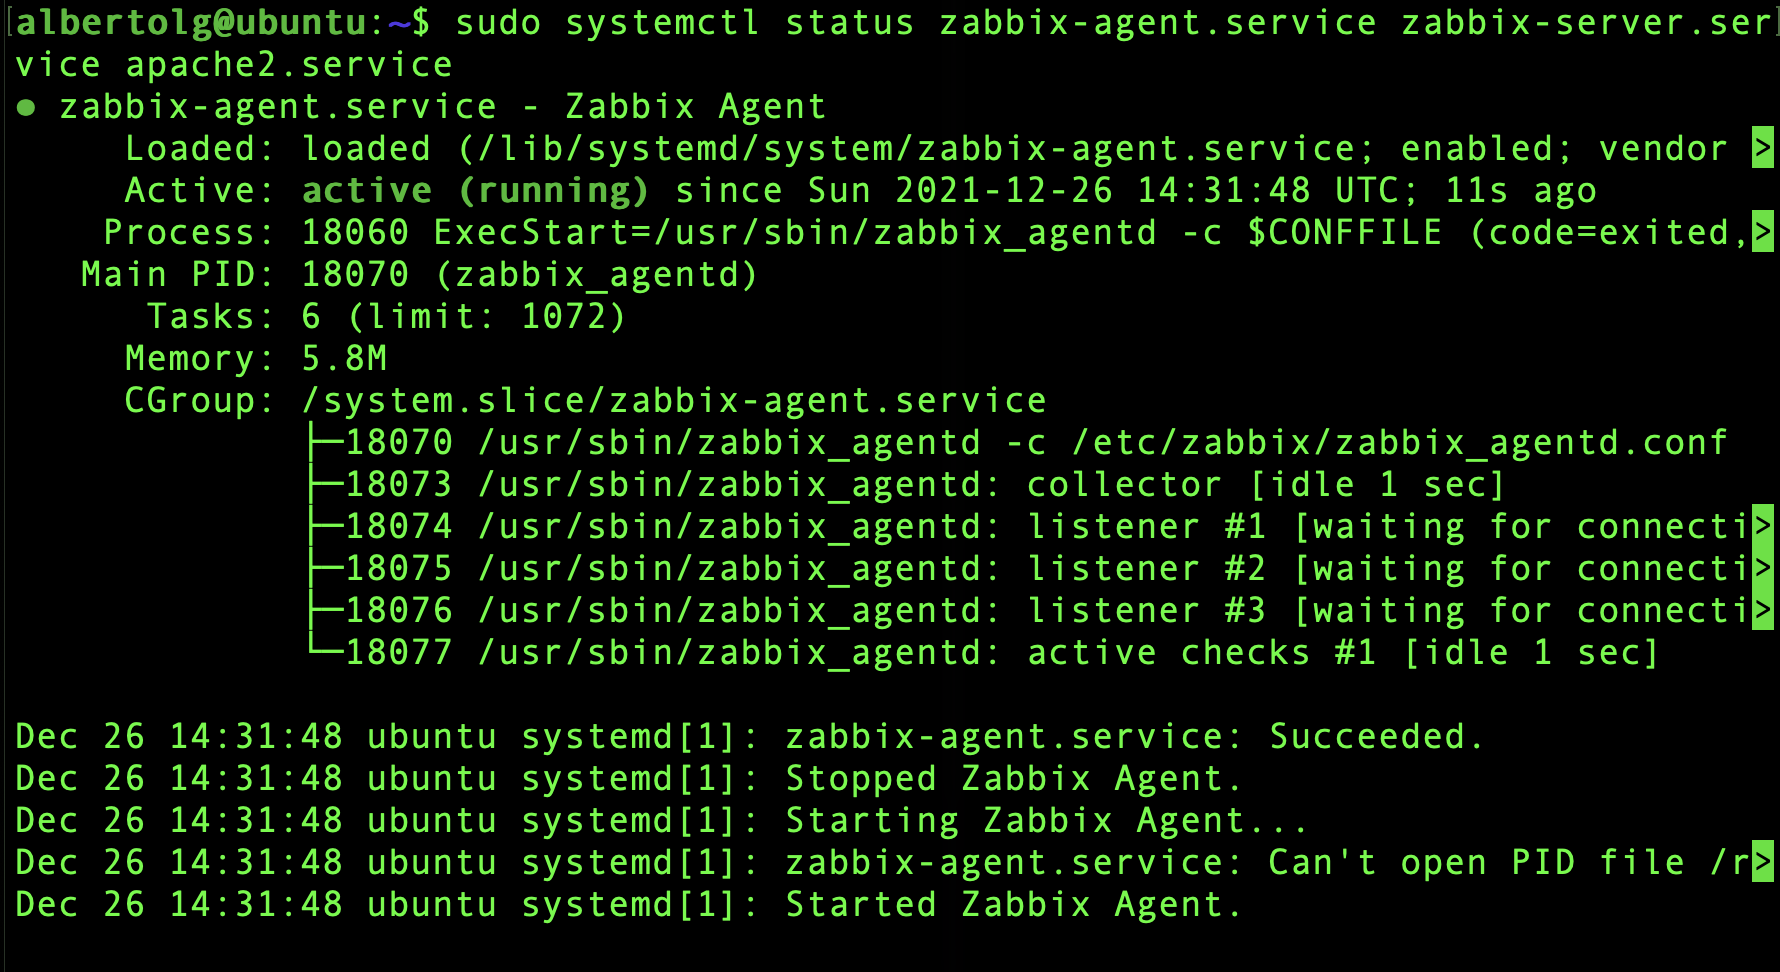 [albertolg@ubuntu:~$ sudo systemctl status zabbix-agent.service zabbix-server.ser]
vice apache2.service
● zabbix-agent.service - Zabbix Agent
     Loaded: loaded (/lib/systemd/system/zabbix-agent.service; enabled; vendor >
     Active: active (running) since Sun 2021-12-26 14:31:48 UTC; 11s ago
    Process: 18060 ExecStart=/usr/sbin/zabbix_agentd -c $CONFFILE (code=exited,>
   Main PID: 18070 (zabbix_agentd)
      Tasks: 6 (limit: 1072)
     Memory: 5.8M
     CGroup: /system.slice/zabbix-agent.service
             ├─18070 /usr/sbin/zabbix_agentd -c /etc/zabbix/zabbix_agentd.conf
             ├─18073 /usr/sbin/zabbix_agentd: collector [idle 1 sec]
             ├─18074 /usr/sbin/zabbix_agentd: listener #1 [waiting for connecti>
             ├─18075 /usr/sbin/zabbix_agentd: listener #2 [waiting for connecti>
             ├─18076 /usr/sbin/zabbix_agentd: listener #3 [waiting for connecti>
             └─18077 /usr/sbin/zabbix_agentd: active checks #1 [idle 1 sec]

Dec 26 14:31:48 ubuntu systemd[1]: zabbix-agent.service: Succeeded.
Dec 26 14:31:48 ubuntu systemd[1]: Stopped Zabbix Agent.
Dec 26 14:31:48 ubuntu systemd[1]: Starting Zabbix Agent...
Dec 26 14:31:48 ubuntu systemd[1]: zabbix-agent.service: Can't open PID file /r>
Dec 26 14:31:48 ubuntu systemd[1]: Started Zabbix Agent.